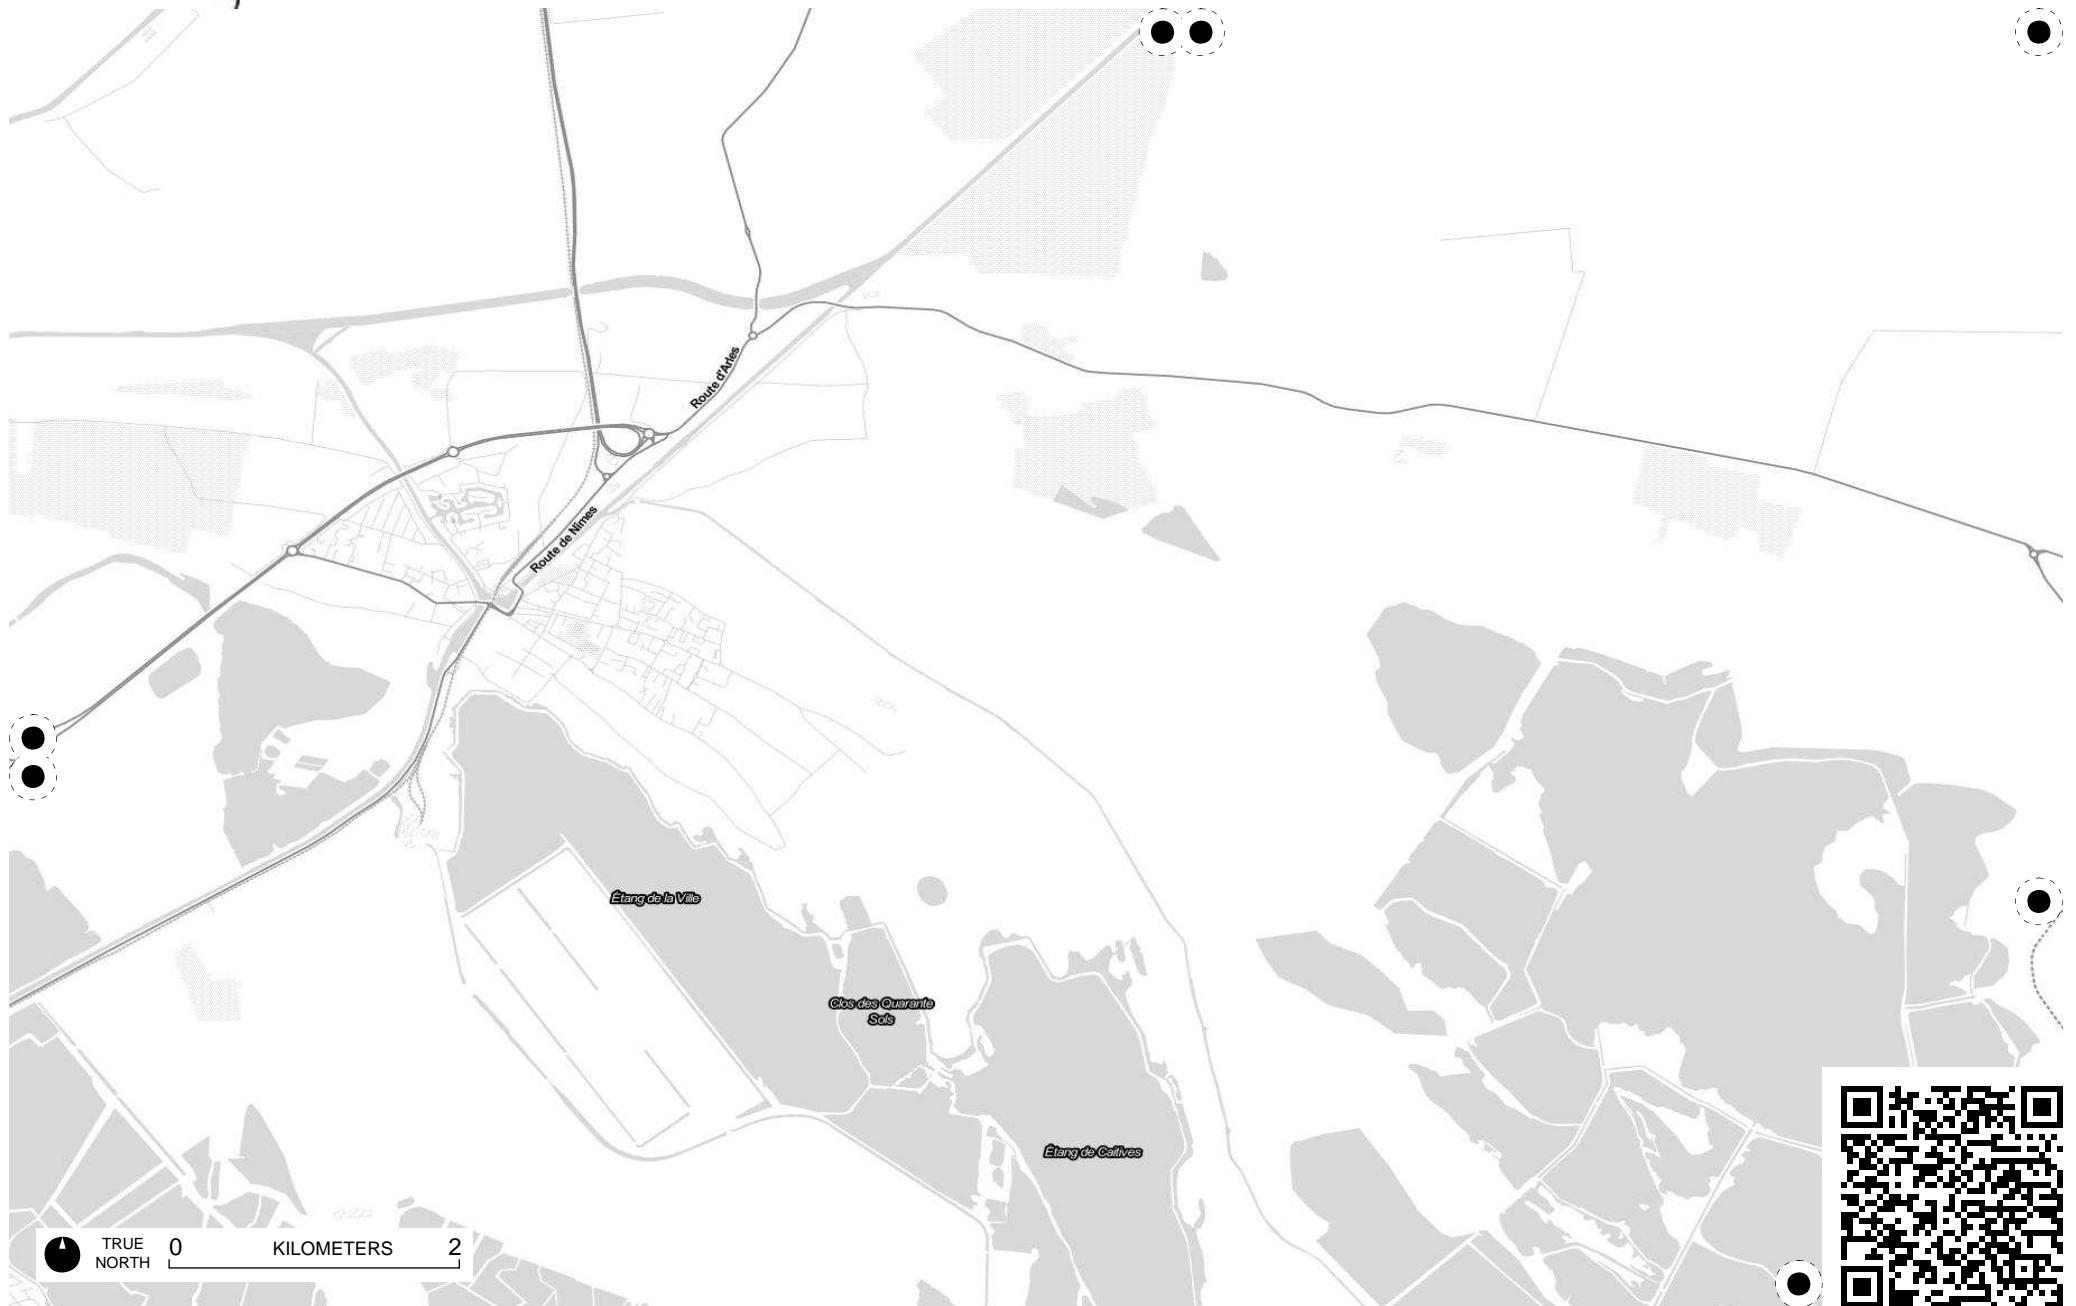 Route d'Arles
Route de Nîmes
Étang de la Ville
Clos des Quarante
Sols
Étang de Caitives
TRUE
NORTH
0
KILOMETERS
2